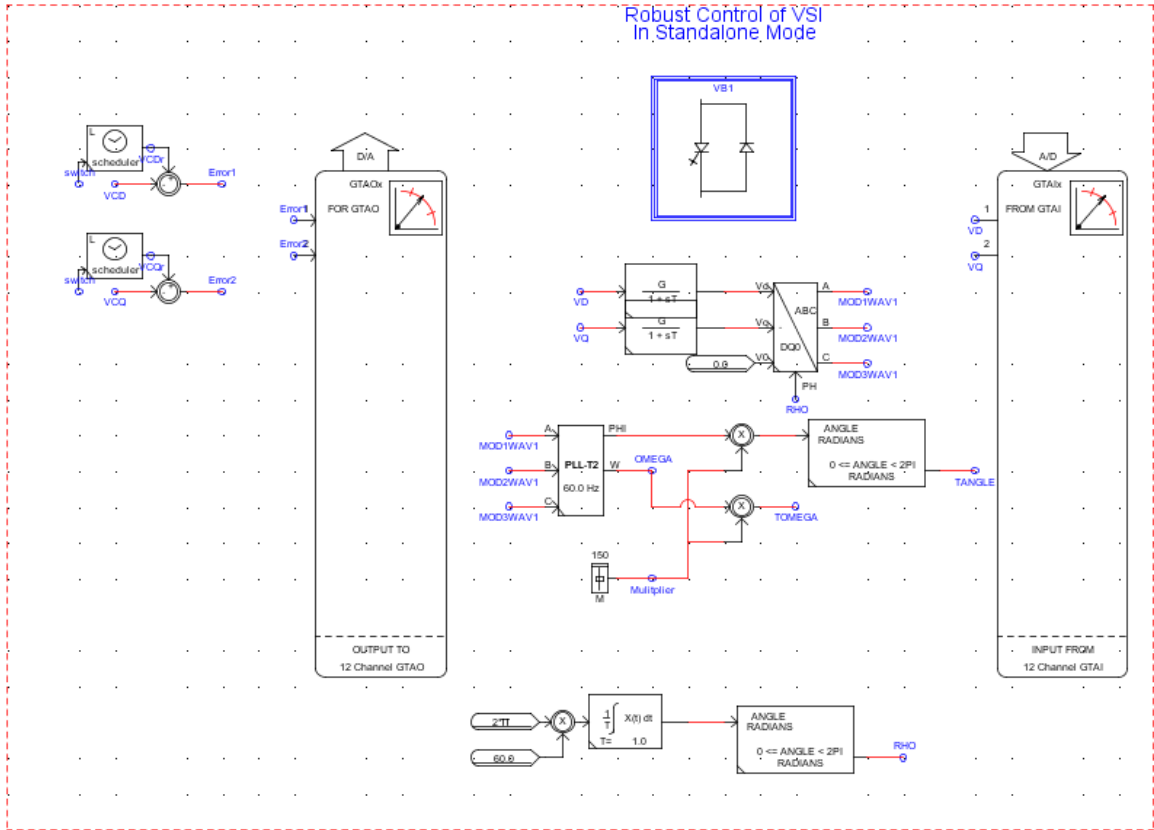 Robust Control of VSI
In Standalone Mode
VB1
L
scheduler
VCDr
switch
VCD
Error1
L
scheduler
VCQr
switch
VCQ
Error2
D/A
GTAOx
FOR GTAO
Error1
1
Error2
2
OUTPUT TO
12 Channel GTAO
A/D
GTAIx
FROM GTAI
1
VD
2
VQ
INPUT FROM
12 Channel GTAI
VD
G
1 + sT
Vd
VQ
G
1 + sT
Vq
0.0
V0
ABC
DQ0
A
MOD1WAV1
B
MOD2WAV1
C
MOD3WAV1
PH
RHO
MOD1WAV1
A
MOD2WAV1
B
MOD3WAV1
C
PLL-T2
60.0 Hz
PHI
W
OMEGA
X
X
TOMEGA
ANGLE
RADIANS
0 <= ANGLE < 2PI
RADIANS
TANGLE
150
M
Mulitplier
2*TT
60.0
X
1
T
X(t) dt
T= 1.0
ANGLE
RADIANS
0 <= ANGLE < 2PI
RADIANS
RHO